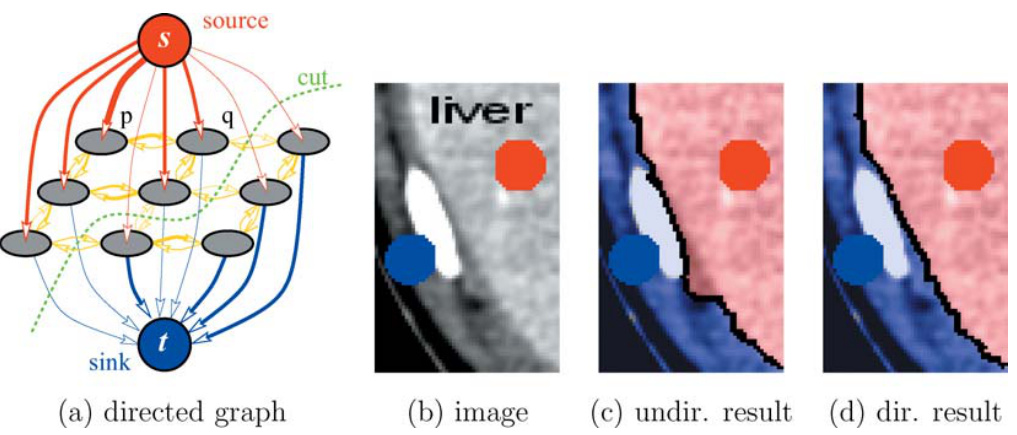 source
s
cut
p
q
liver
t
sink
(a) directed graph
(b) image
(c) undir. result
(d) dir. result